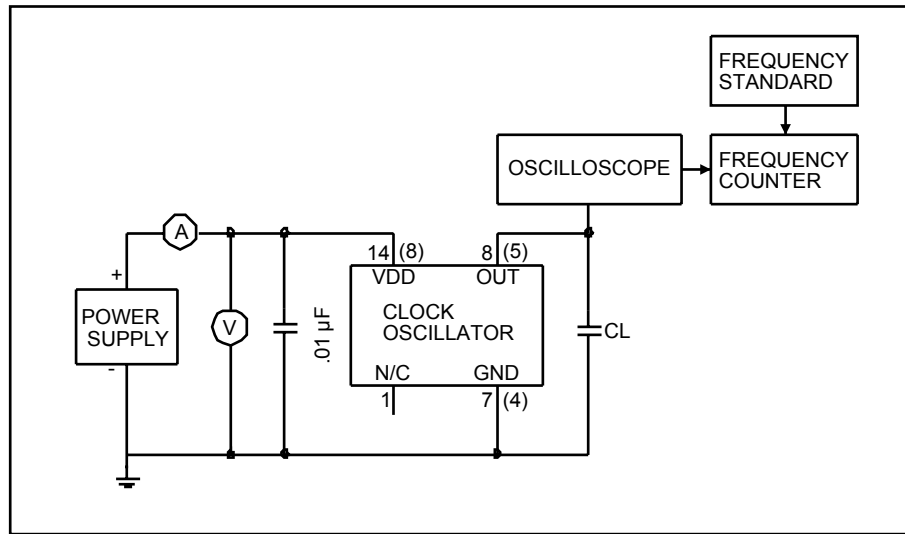 FREQUENCY
STANDARD
OSCILLOSCOPE
FREQUENCY
COUNTER
A
14 (8)
8 (5)
VDD
OUT
+
POWER
SUPPLY
-
V
.01 µF
CLOCK
OSCILLATOR
CL
N/C
GND
1
7 (4)